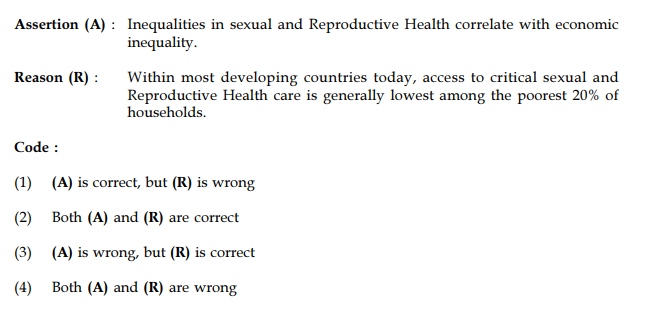 Assertion (A) : Inequalities in sexual and Reproductive Health correlate with economic
inequality.
Reason (R) : Within most developing countries today, access to critical sexual and
Reproductive Health care is generally lowest among the poorest 20% of
households.
Code :
(1) (A) is correct, but (R) is wrong
(2) Both (A) and (R) are correct
(3) (A) is wrong, but (R) is correct
(4) Both (A) and (R) are wrong